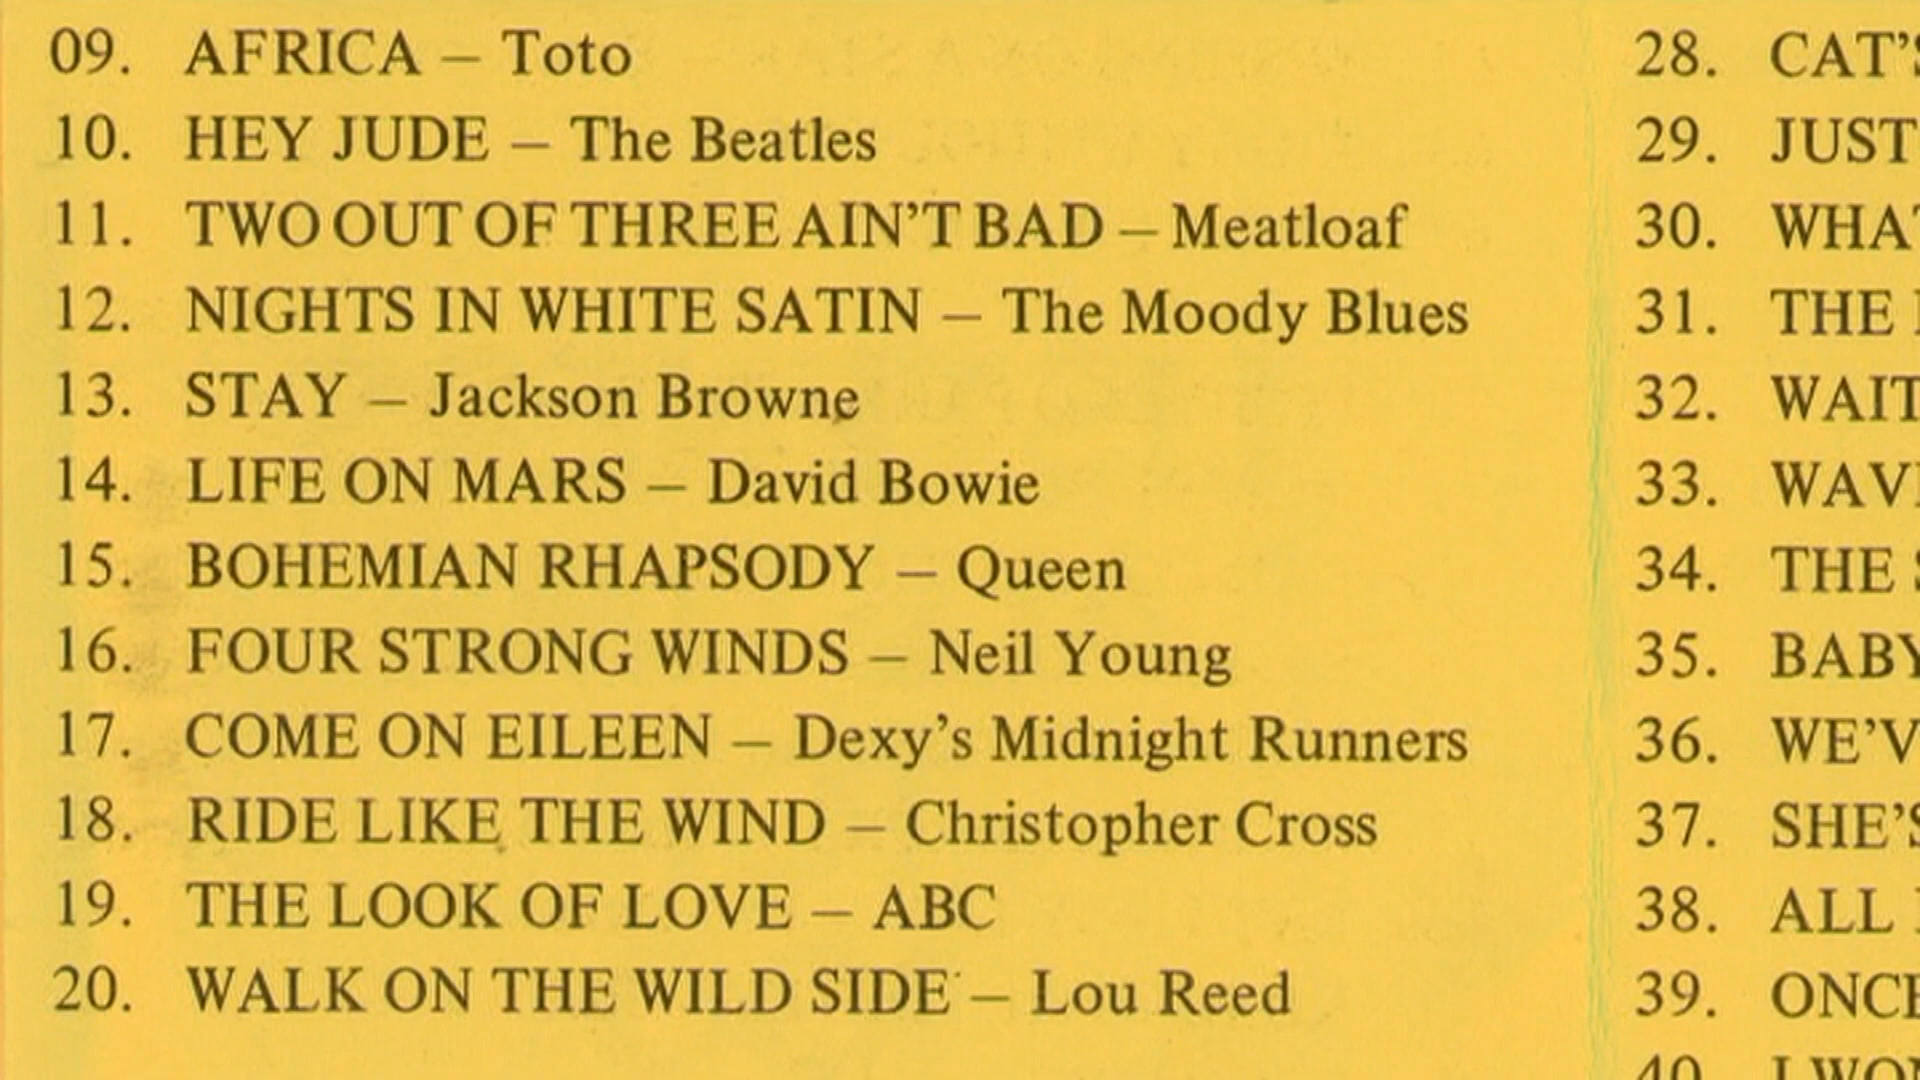 09. AFRICA – Toto
10. HEY JUDE – The Beatles
11. TWO OUT OF THREE AIN'T BAD – Meatloaf
12. NIGHTS IN WHITE SATIN – The Moody Blues
13. STAY – Jackson Browne
14. LIFE ON MARS – David Bowie
15. BOHEMIAN RHAPSODY – Queen
16. FOUR STRONG WINDS – Neil Young
17. COME ON EILEEN – Dexy's Midnight Runners
18. RIDE LIKE THE WIND – Christopher Cross
19. THE LOOK OF LOVE – ABC
20. WALK ON THE WILD SIDE – Lou Reed
28. CAT'S
29. JUST
30.
31. THE
32.
33.
34. THE
35.
36.
37. SHE'S
38. ALL
39.
40. I